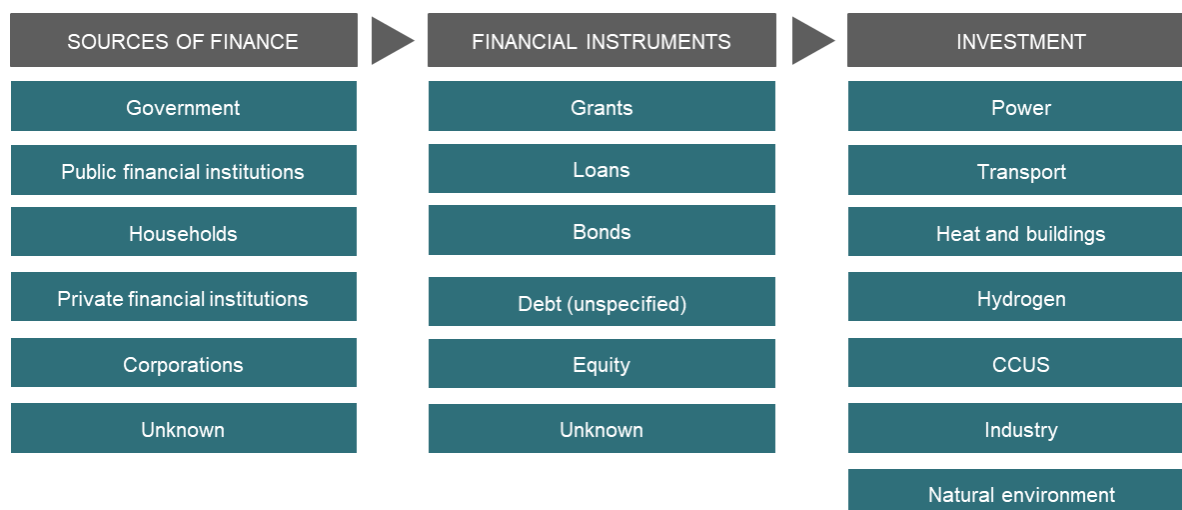 SOURCES OF FINANCE
Government
Public financial institutions
Households
Private financial institutions
Corporations
Unknown
FINANCIAL INSTRUMENTS
Grants
Loans
Bonds
Debt (unspecified)
Equity
Unknown
INVESTMENT
Power
Transport
Heat and buildings
Hydrogen
CCUS
Industry
Natural environment